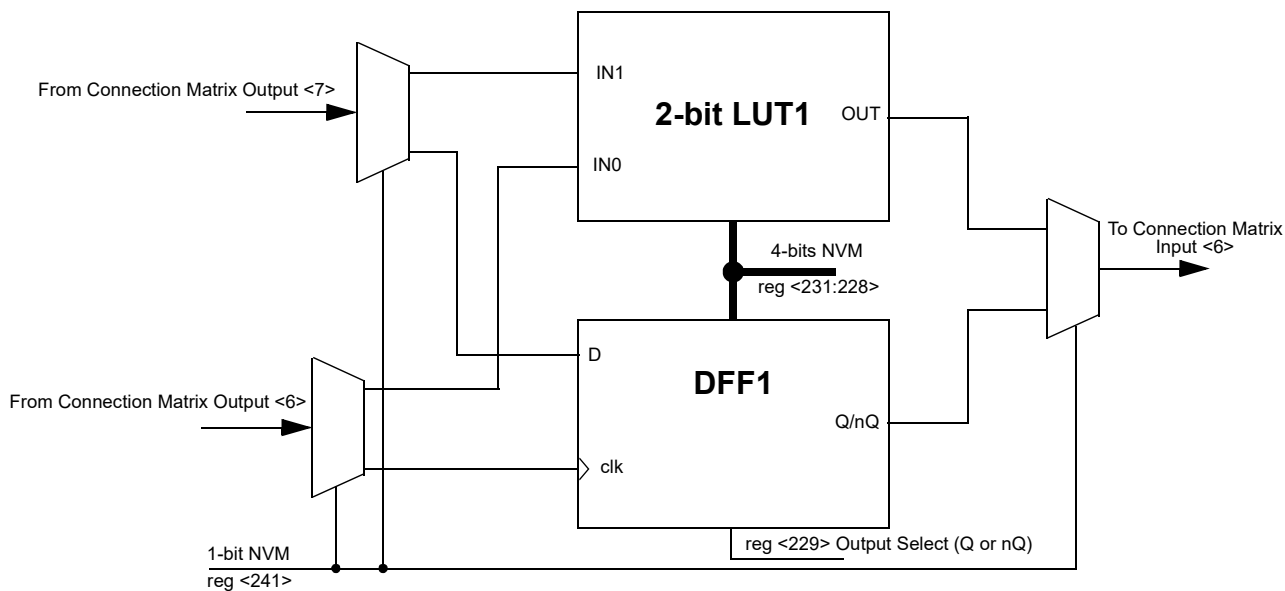 From Connection Matrix Output <7>
IN1
2-bit LUT1
OUT
IN0
To Connection Matrix
Input <6>
4-bits NVM
reg <231:228>
D
DFF1
From Connection Matrix Output <6>
Q/nQ
clk
reg <229> Output Select (Q or nQ)
1-bit NVM
reg <241>